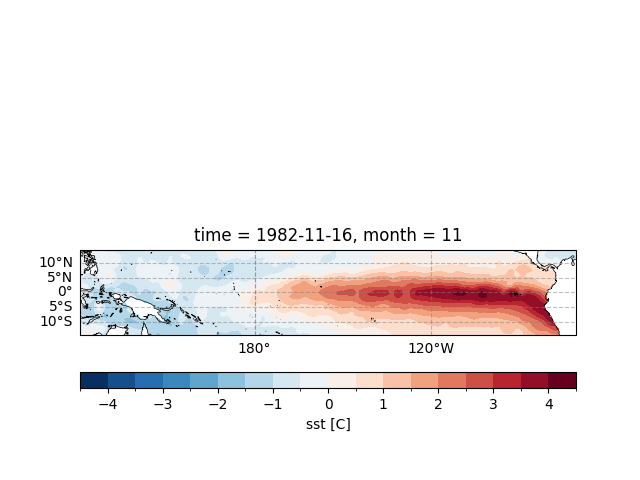 time = 1982-11-16, month = 11
10°N
5°N
0°
5°S
10°S
180° 120°W
−4 −3 −2 −1 0 1 2 3 4
sst [C]